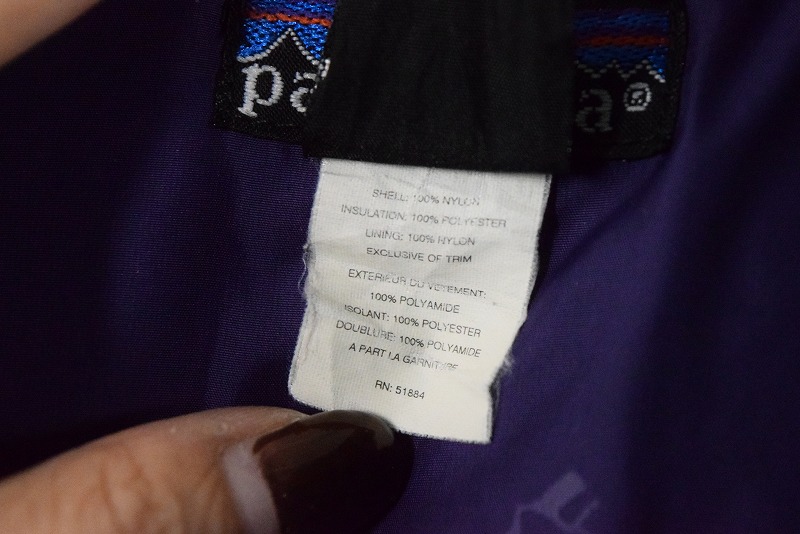 pa a®
SHELL: 100% NYLON
INSULATION: 100% POLYESTER
LINING: 100% NYLON
EXCLUSIVE OF TRIM
EXTERIEUR DU VETEMENT:
100% POLYAMIDE
ISOLANT: 100% POLYESTER
DOUBLURE: 100% POLYAMIDE
A PART LA GARNITURE
RN: 51884